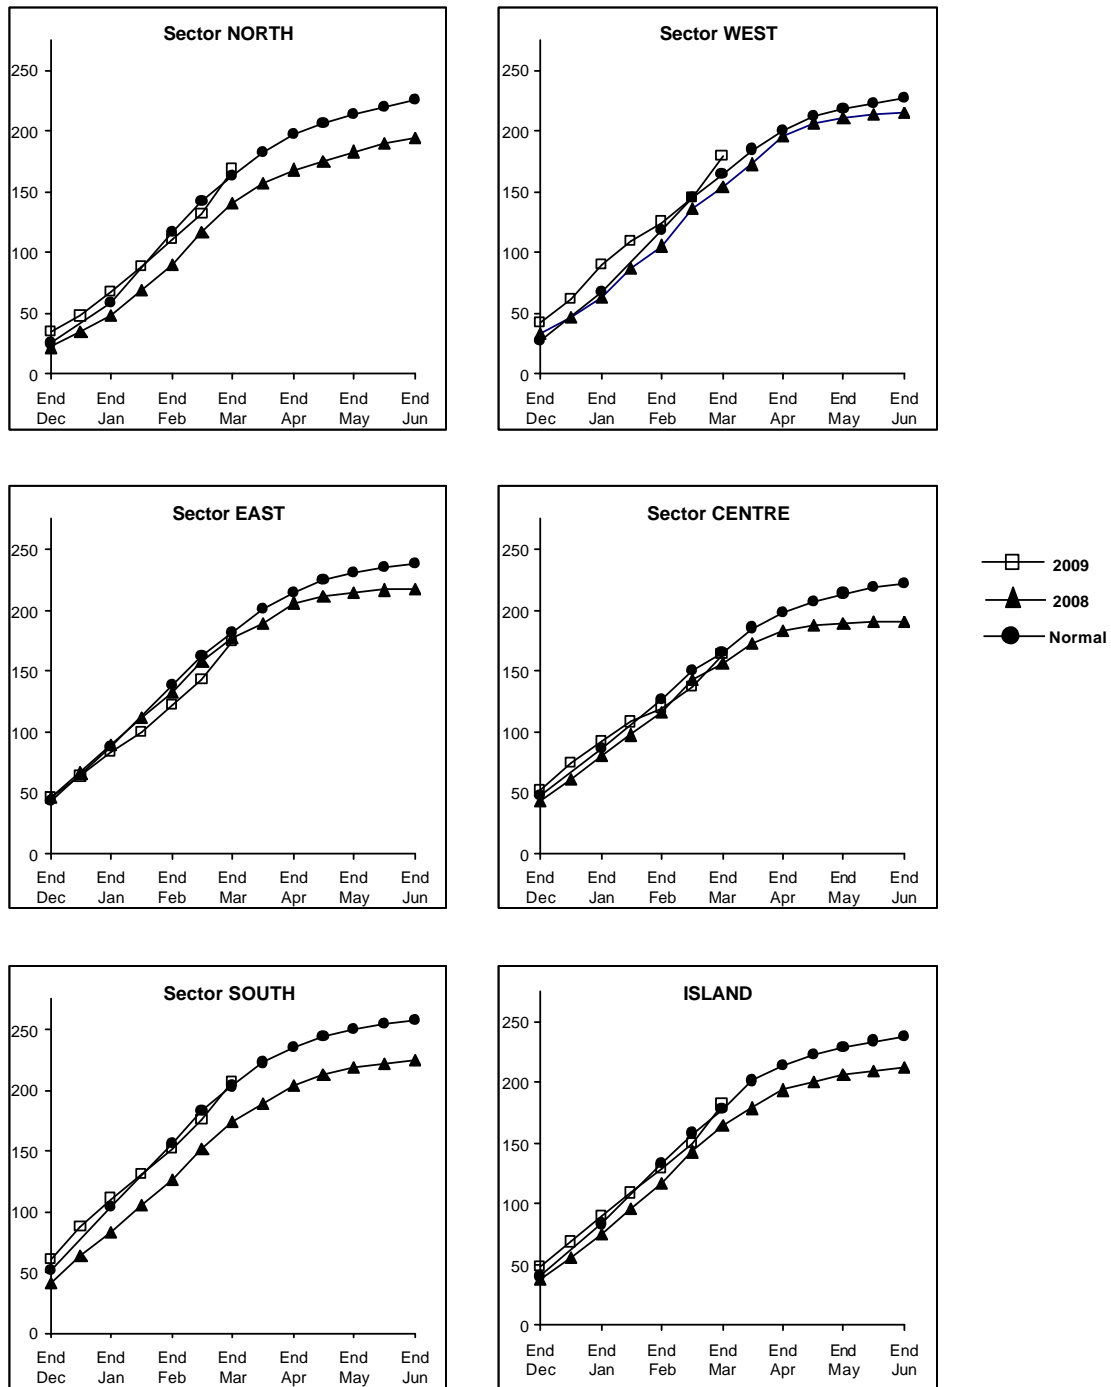 Sector NORTH
250
200
150
100
50
0
End End End End End End End
Dec Jan Feb Mar Apr May Jun
Sector WEST
250
200
150
100
50
0
End End End End End End End
Dec Jan Feb Mar Apr May Jun
Sector EAST
250
200
150
100
50
0
End End End End End End End
Dec Jan Feb Mar Apr May Jun
Sector CENTRE
250
200
150
100
50
0
End End End End End End End
Dec Jan Feb Mar Apr May Jun
2009
2008
Normal
Sector SOUTH
250
200
150
100
50
0
End End End End End End End
Dec Jan Feb Mar Apr May Jun
ISLAND
250
200
150
100
50
0
End End End End End End End
Dec Jan Feb Mar Apr May Jun